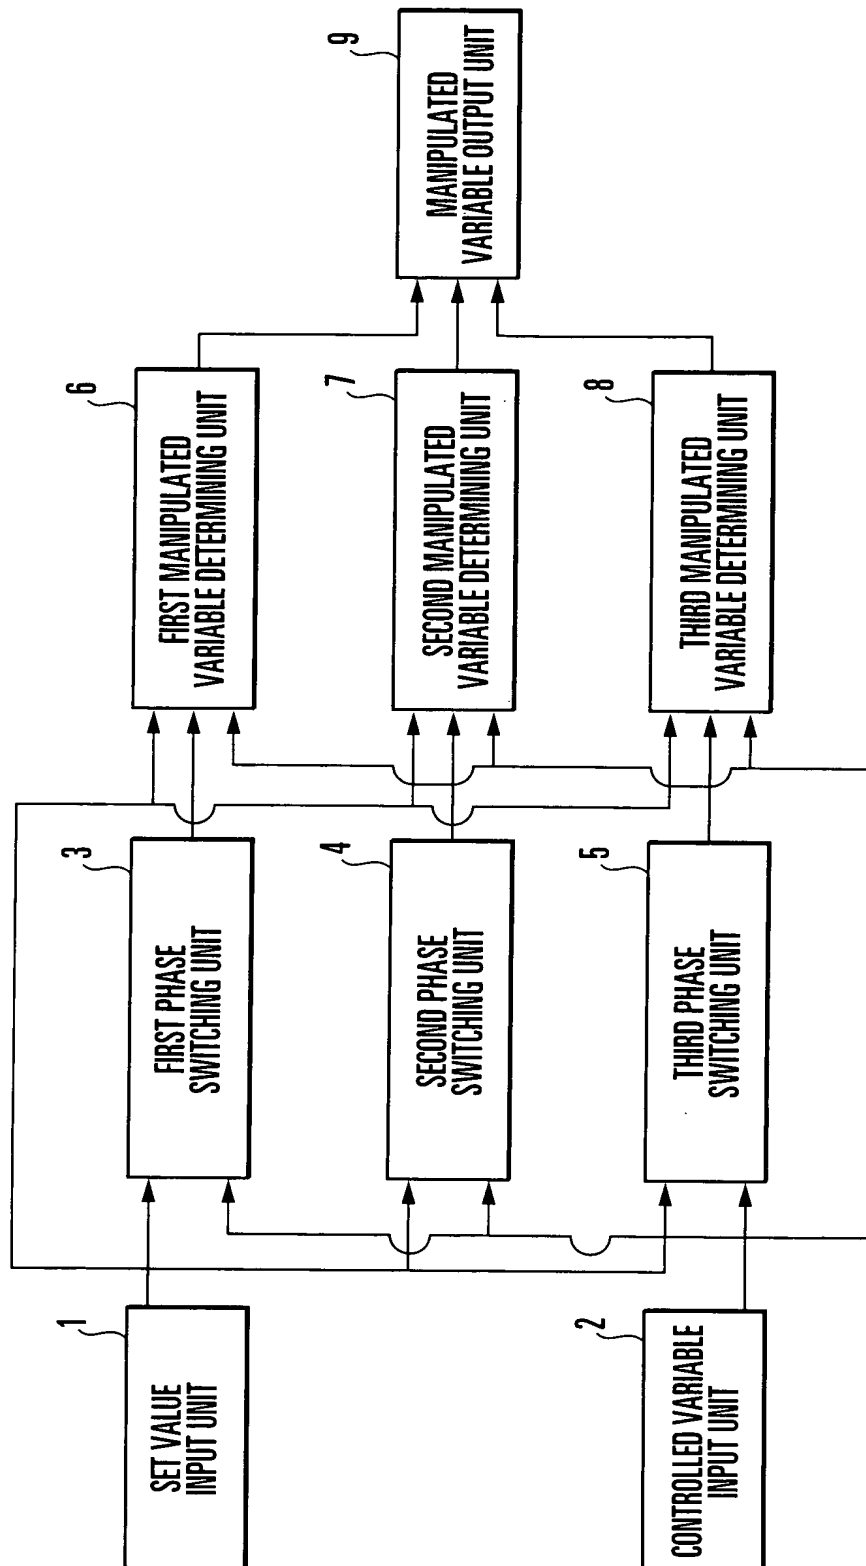 1
SET VALUE
INPUT UNIT
2
CONTROLLED VARIABLE
INPUT UNIT
3
FIRST PHASE
SWITCHING UNIT
4
SECOND PHASE
SWITCHING UNIT
5
THIRD PHASE
SWITCHING UNIT
6
FIRST MANIPULATED
VARIABLE DETERMINING UNIT
7
SECOND MANIPULATED
VARIABLE DETERMINING UNIT
8
THIRD MANIPULATED
VARIABLE DETERMINING UNIT
9
MANIPULATED
VARIABLE OUTPUT UNIT